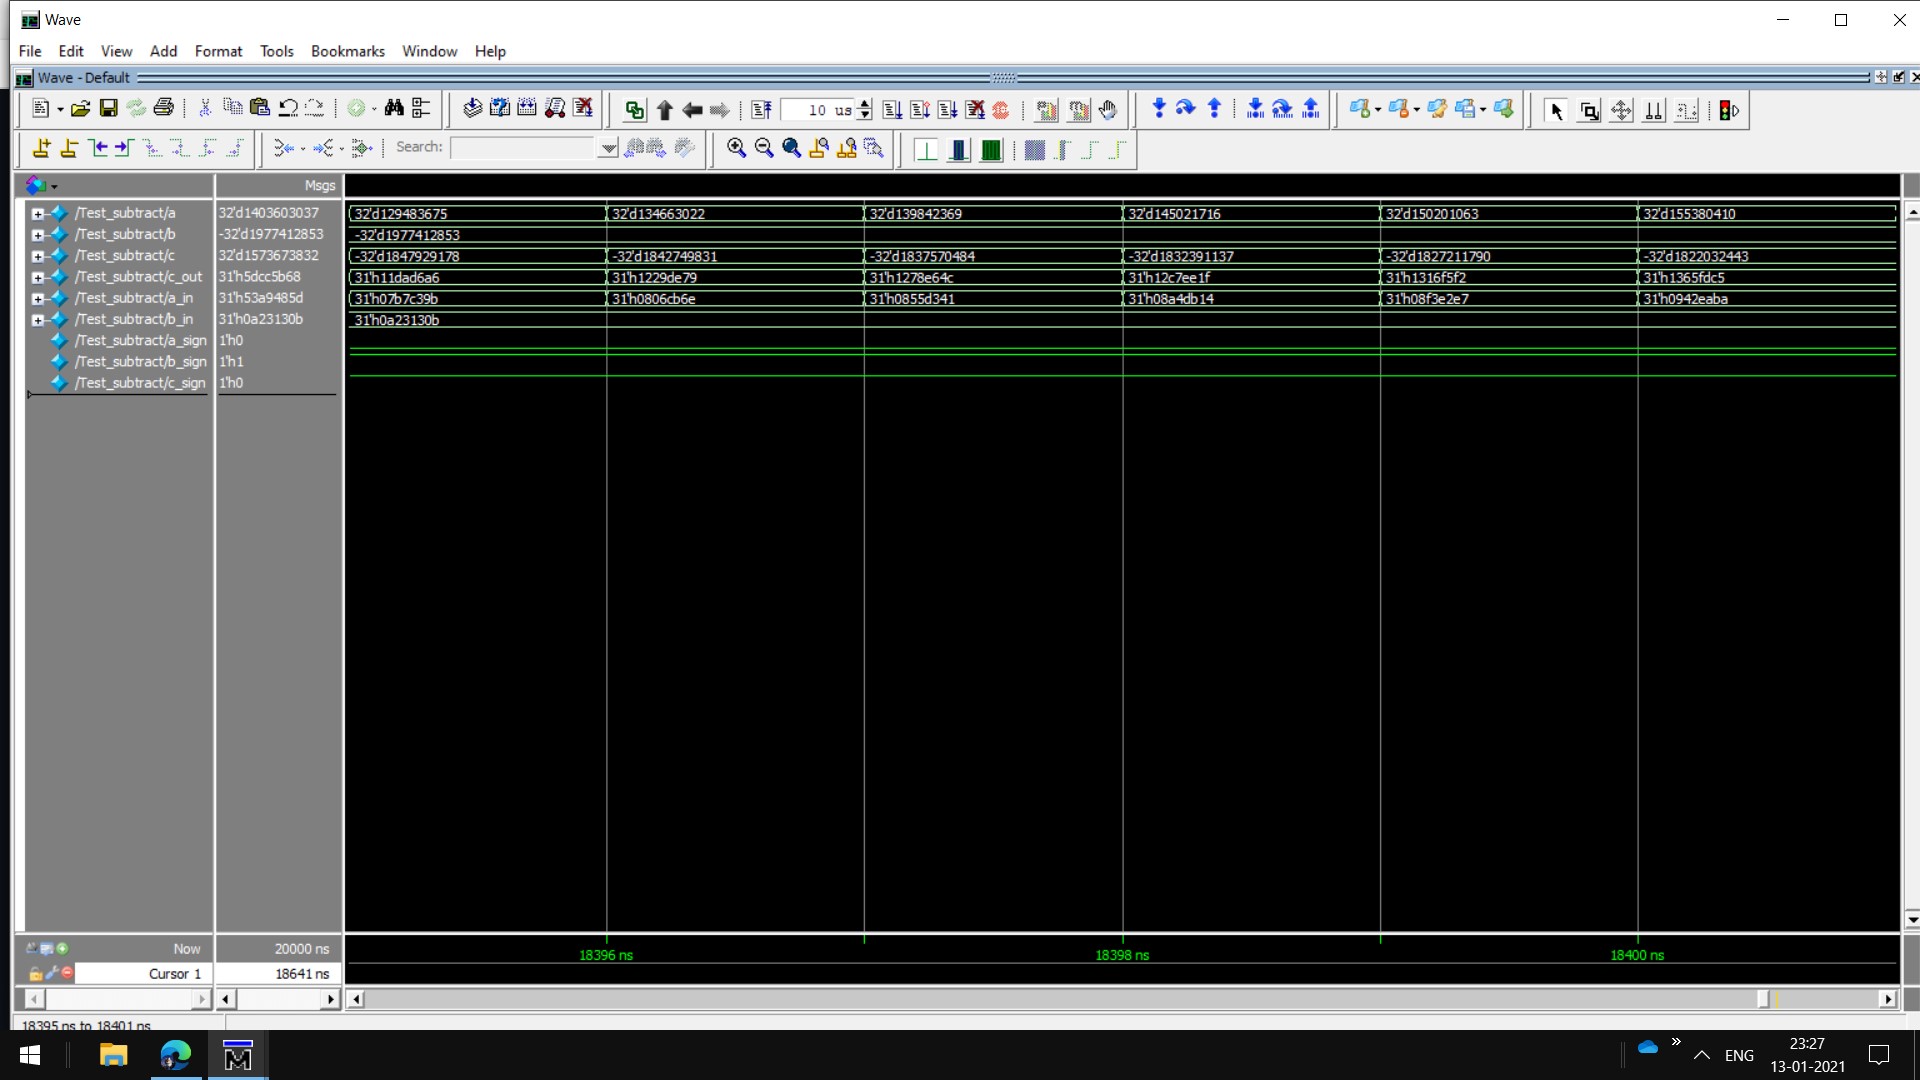 Wave
File Edit View Add Format Tools Bookmarks Window Help
Wave - Default
10 us
Search:
Msgs
/Test_subtract/a 32'd1403603037 32'd129483675 32'd134663022 32'd139842369 32'd145021716 32'd150201063 32'd155380410
/Test_subtract/b -32'd1977412853 -32'd1977412853
/Test_subtract/c 32'd1573673832 -32'd1847929178 -32'd1842749831 -32'd1837570484 -32'd1832391137 -32'd1827211790 -32'd1822032443
/Test_subtract/c_out 31'h5dcc5b68 31'h11dad6a6 31'h1229de79 31'h1278e64c 31'h12c7ee1f 31'h1316f5f2 31'h1365fdc5
/Test_subtract/a_in 31'h53a9485d 31'h07b7c39b 31'h0806cb6e 31'h0855d341 31'h08a4db14 31'h08f3e2e7 31'h0942eaba
/Test_subtract/b_in 31'h0a23130b 31'h0a23130b
/Test_subtract/a_sign 1'h0
/Test_subtract/b_sign 1'h1
/Test_subtract/c_sign 1'h0
Now 20000 ns 18396 ns 18398 ns 18400 ns
Cursor 1 18641 ns
18395 ns to 18401 ns
ENG
23:27
13-01-2021